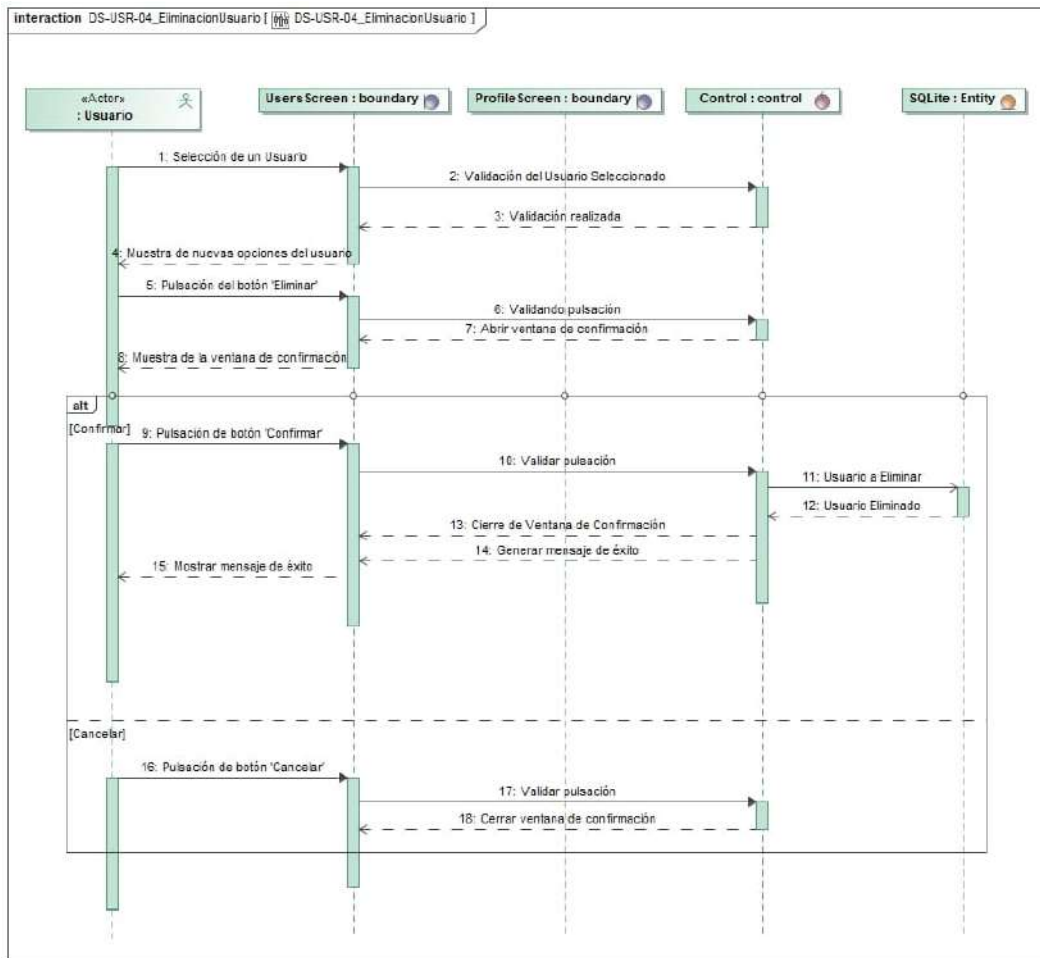 interaction DS-USR-04_EliminacionUsuario [ DS-USR-04_EliminacionUsuario ]
«Actor»
: Usuario
UsersScreen : boundary
ProfileScreen : boundary
Control : control
SQLite : Entity
1: Selección de un Usuario
2: Validación del Usuario Seleccionado
3: Validación realizada
4: Muestra de nuevas opciones del usuario
5: Pulsación del botón 'Eliminar'
6: Validando pulsación
7: Abrir ventana de confirmación
8: Muestra de la ventana de confirmación
alt
[Confirmar]
9: Pulsación de botón 'Confirmar'
10: Validar pulsación
11: Usuario a Eliminar
12: Usuario Eliminado
13: Cierre de Ventana de Confirmación
14: Generar mensaje de éxito
15: Mostrar mensaje de éxito
[Cancelar]
16: Pulsación de botón 'Cancelar'
17: Validar pulsación
18: Cerrar ventana de confirmación